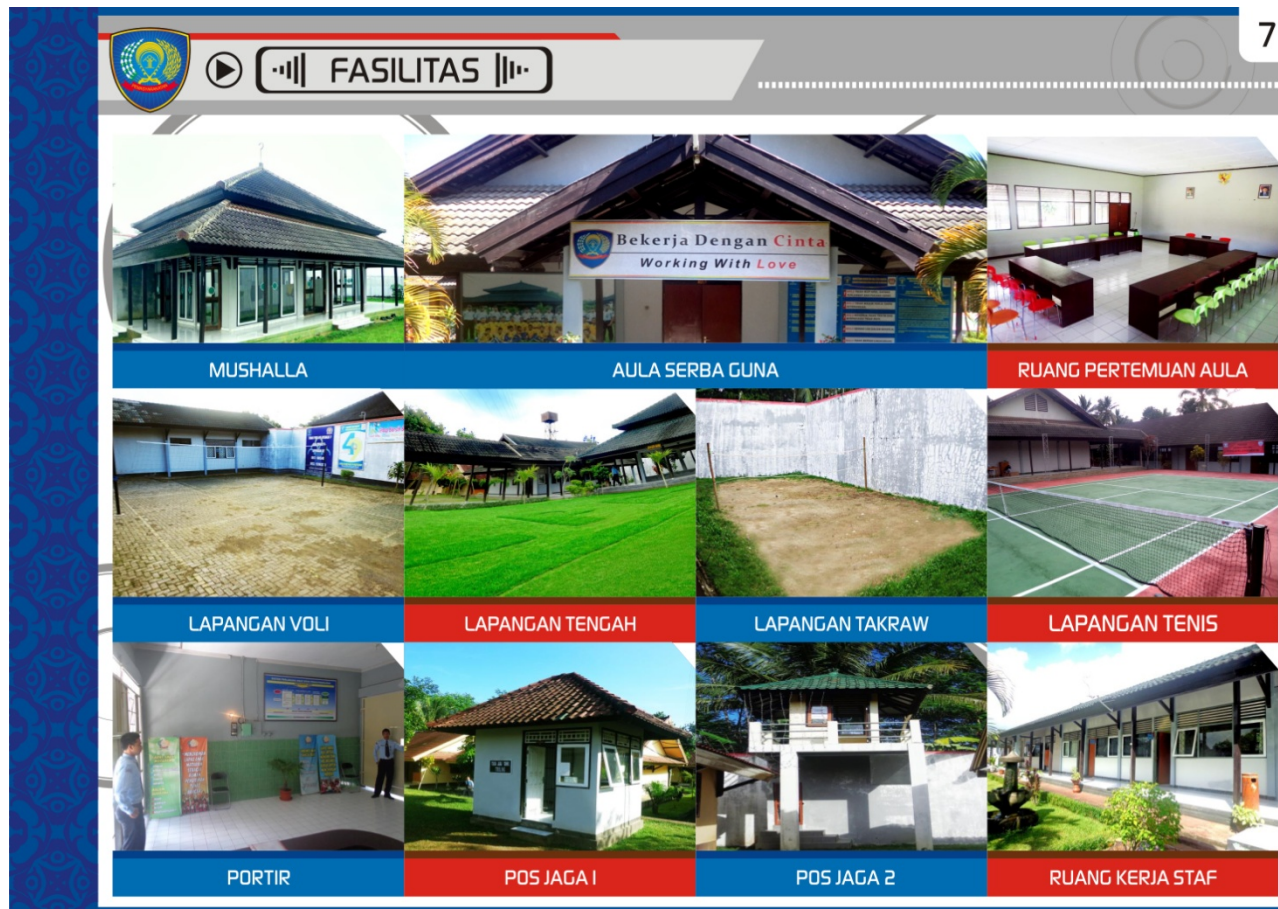 7
FASILITAS
Bekerja Dengan Cinta
Working With Love
MUSHALLA
AULA SERBA GUNA
RUANG PERTEMUAN AULA
LAPANGAN VOLI
LAPANGAN TENGAH
LAPANGAN TAKRAW
LAPANGAN TENIS
PORTIR
POS JAGA I
POS JAGA 2
RUANG KERJA STAF